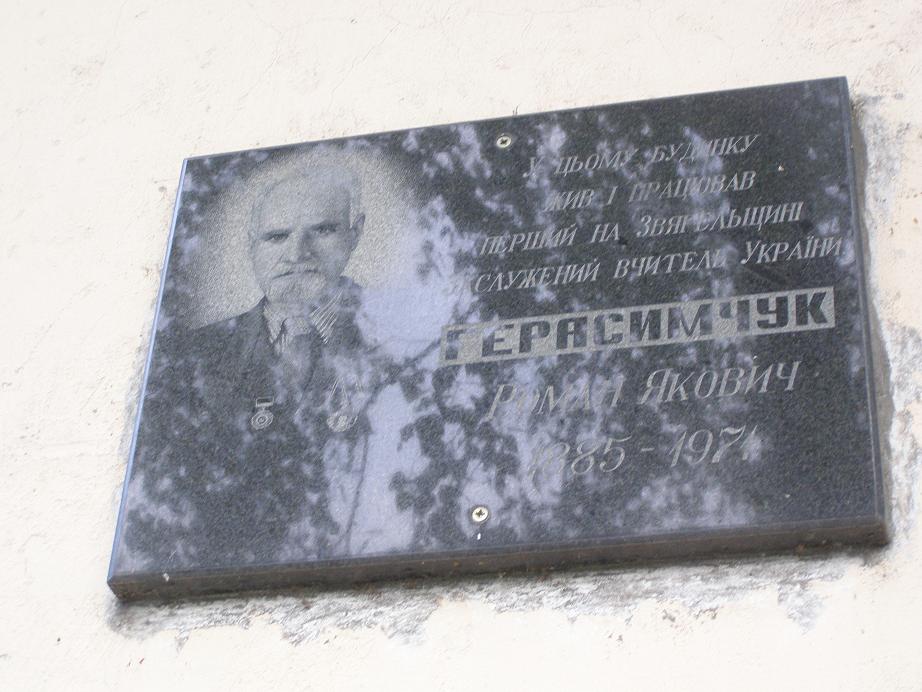 У ЦЬОМУ БУДИНКУ
ЖИВ І ПРАЦЮВАВ
ПЕРШИЙ НА ЗВЯГЕЛЬЩИНІ
ЗАСЛУЖЕНИЙ ВЧИТЕЛЬ УКРАЇНИ
ГЕРАСИМЧУК
РОМАН ЯКОВИЧ
1885 - 1971